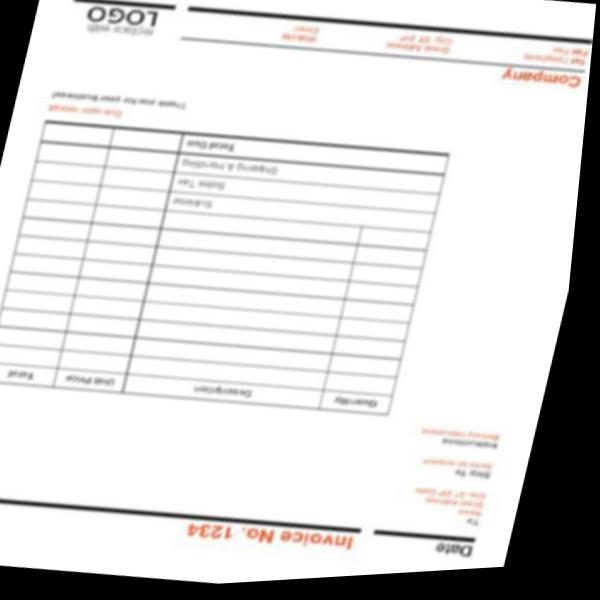 Date
Invoice No. 1234
To
Name
Street Address
City, ST ZIP Code
Ship To
Same as recipient
Instructions
Delivery Instructions
Quantity Description Unit Price Total
Subtotal
Sales Tax
Shipping & Handling
Total Due
Due upon receipt
Thank you for your business!
Company
Tel Telephone
Fax Fax
Street Address
City, ST ZIP
Website
Email
replace with
LOGO